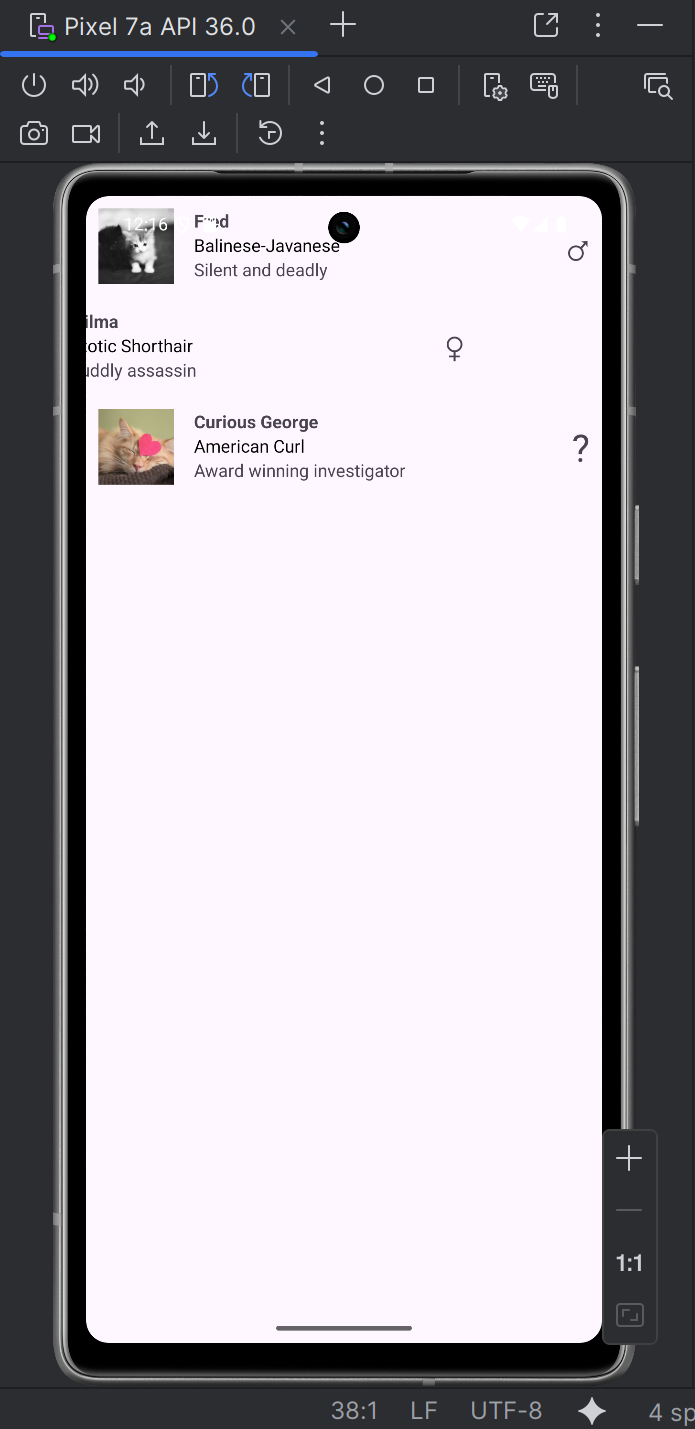 Pixel 7a API 36.0
12:16
Fred
Balinese-Javanese
Silent and deadly
ilma
otic Shorthair
uddly assassin
Curious George
American Curl
Award winning investigator
?
1:1
38:1 LF UTF-8 4 sp